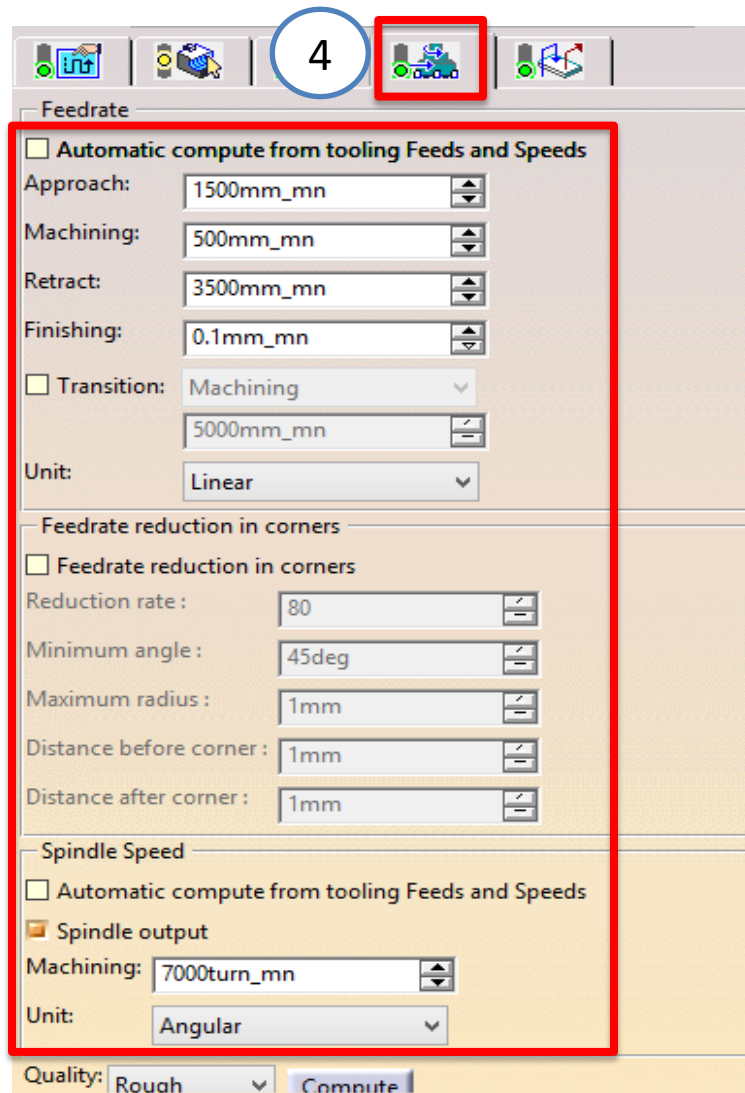 4
Feedrate
Automatic compute from tooling Feeds and Speeds
Approach: 1500mm_mn
Machining: 500mm_mn
Retract: 3500mm_mn
Finishing: 0.1mm_mn
Transition: Machining
5000mm_mn
Unit: Linear
Feedrate reduction in corners
Feedrate reduction in corners
Reduction rate : 80
Minimum angle : 45deg
Maximum radius : 1mm
Distance before corner : 1mm
Distance after corner : 1mm
Spindle Speed
Automatic compute from tooling Feeds and Speeds
Spindle output
Machining: 7000turn_mn
Unit: Angular
Quality: Rough Compute